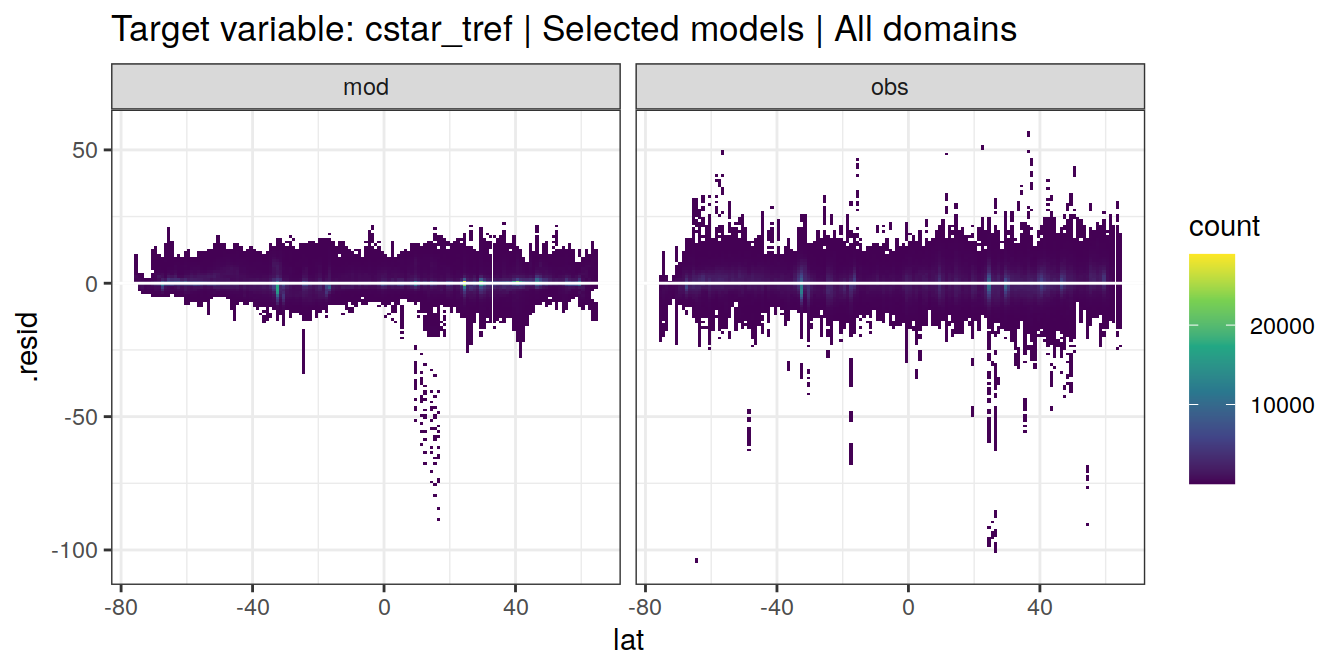 Target variable: cstar_tref | Selected models | All domains
mod
obs
50
0
-50
-100
.resid
-80
-40
0
40
-80
-40
0
40
lat
count
20000
10000